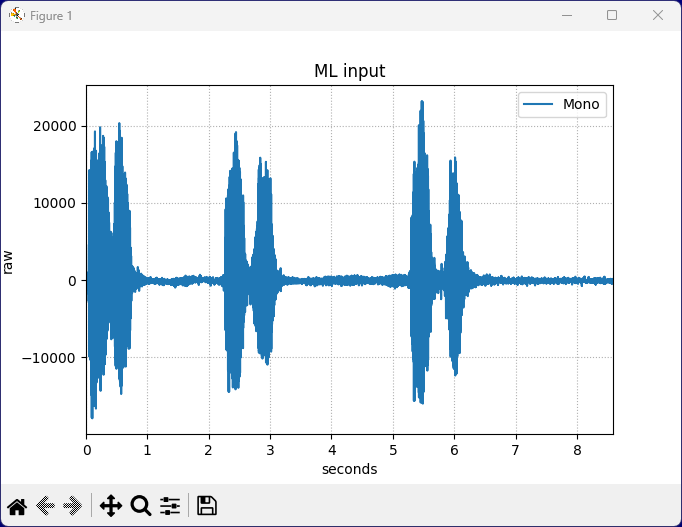 Figure 1
ML input
Mono
20000
10000
0
−10000
raw
0 1 2 3 4 5 6 7 8
seconds